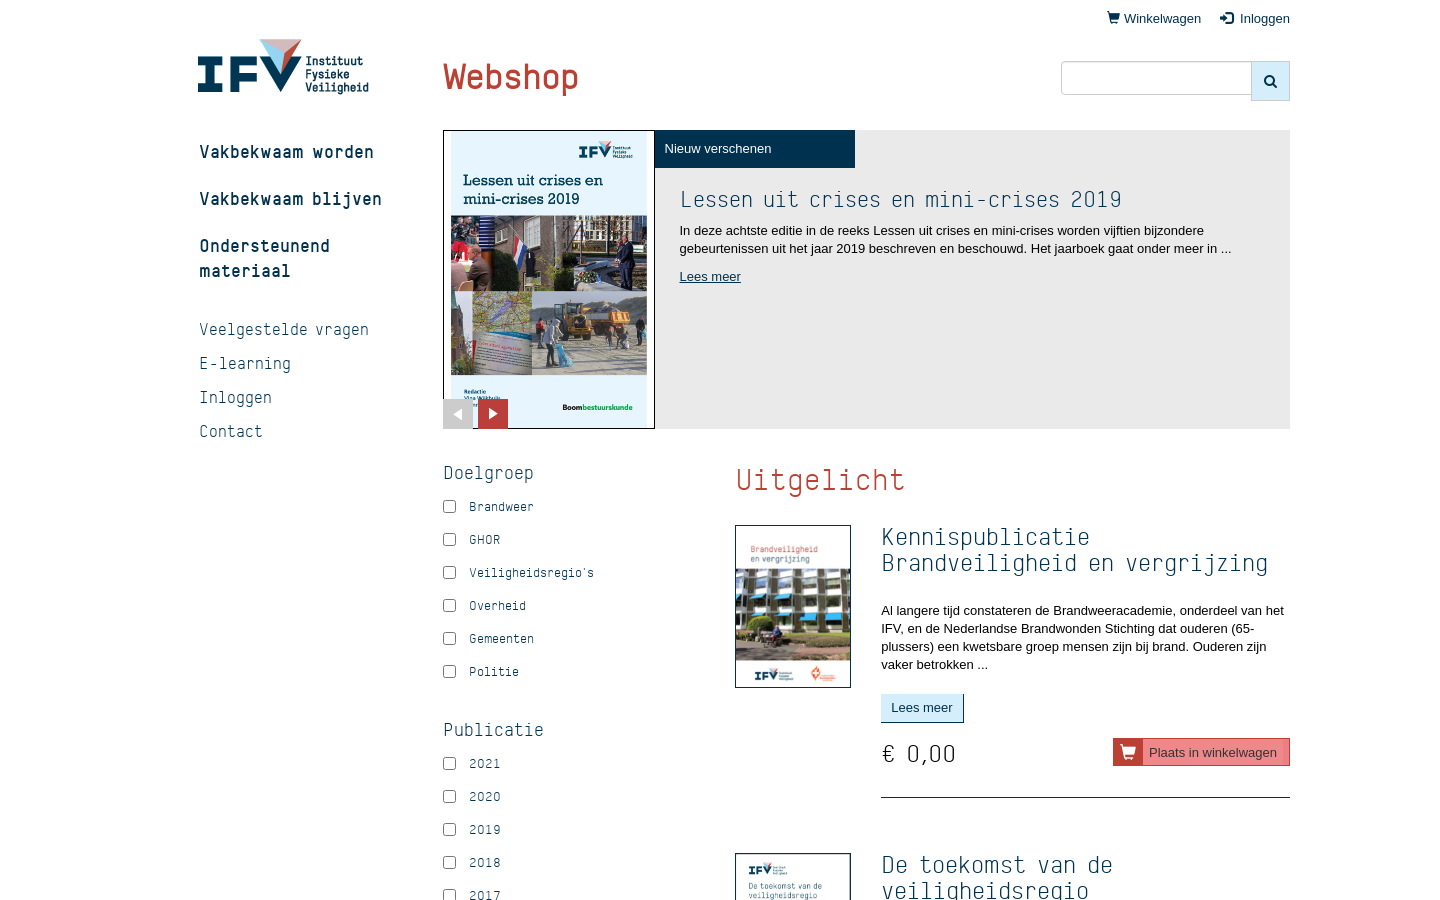 Winkelwagen
Inloggen
IFV Instituut
Fysieke
Veiligheid
Webshop
Vakbekwaam worden
Vakbekwaam blijven
Ondersteunend
materiaal
Veelgestelde vragen
E-learning
Inloggen
Contact
IFV Instituut
Fysieke
Veiligheid
Lessen uit crises en
mini-crises 2019
Redactie
Boombestuurskunde
Nieuw verschenen
Lessen uit crises en mini-crises 2019
In deze achtste editie in de reeks Lessen uit crises en mini-crises worden vijftien bijzondere
gebeurtenissen uit het jaar 2019 beschreven en beschouwd. Het jaarboek gaat onder meer in ...
Lees meer
Doelgroep
Brandweer
GHOR
Veiligheidsregio's
Overheid
Gemeenten
Politie
Publicatie
2021
2020
2019
2018
2017
Uitgelicht
Brandveiligheid
en vergrijzing
IFV
Kennispublicatie
Brandveiligheid en vergrijzing
Al langere tijd constateren de Brandweeracademie, onderdeel van het
IFV, en de Nederlandse Brandwonden Stichting dat ouderen (65-
plussers) een kwetsbare groep mensen zijn bij brand. Ouderen zijn
vaker betrokken ...
Lees meer
€ 0,00
Plaats in winkelwagen
IFV
De toekomst van de
veiligheidsregio
De toekomst van de
veiligheidsregio